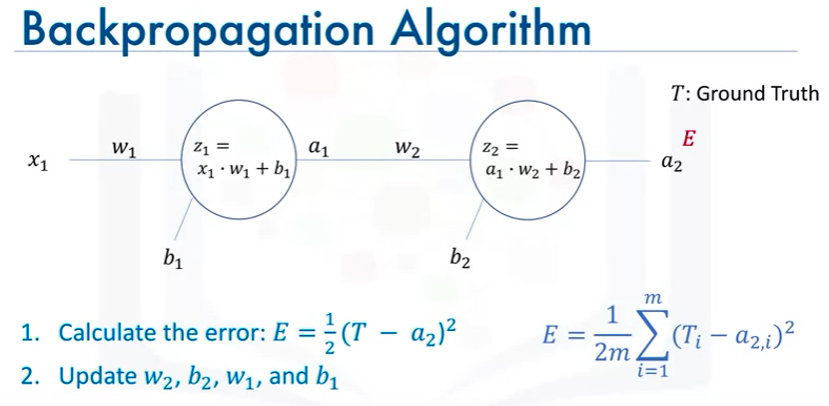 Backpropagation Algorithm
T: Ground Truth
E
x₁ w₁ z₁ = x₁ · w₁ + b₁ a₁ w₂ z₂ = a₁ · w₂ + b₂ a₂
b₁ b₂
1. Calculate the error: E = ½(T − a₂)² E = 1/2m ∑ᵢ₌₁ᵐ (Tᵢ − a₂,ᵢ)²
2. Update w₂, b₂, w₁, and b₁